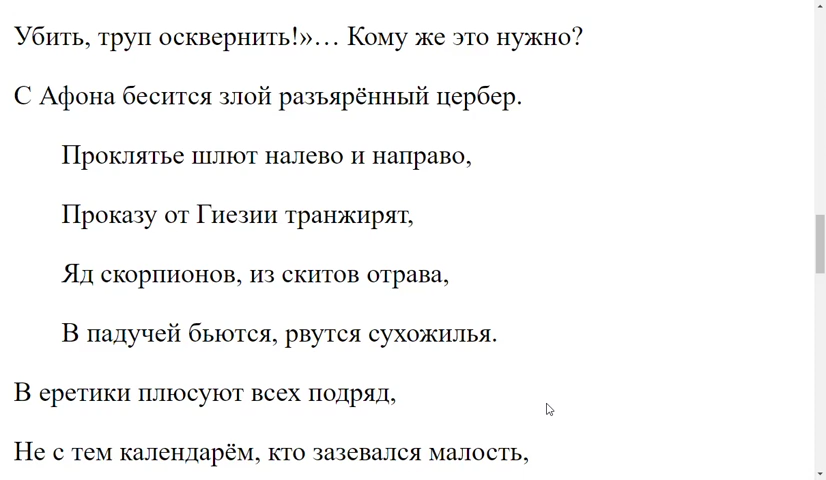 Убить, труп осквернить!»… Кому же это нужно?
С Афона бесится злой разъярённый цербер.
Проклятье шлют налево и направо,
Проказу от Гиезии транжирят,
Яд скорпионов, из скитов отрава,
В падучей бьются, рвутся сухожилья.
В еретики плюсуют всех подряд,
Не с тем календарём, кто зазевался малость,